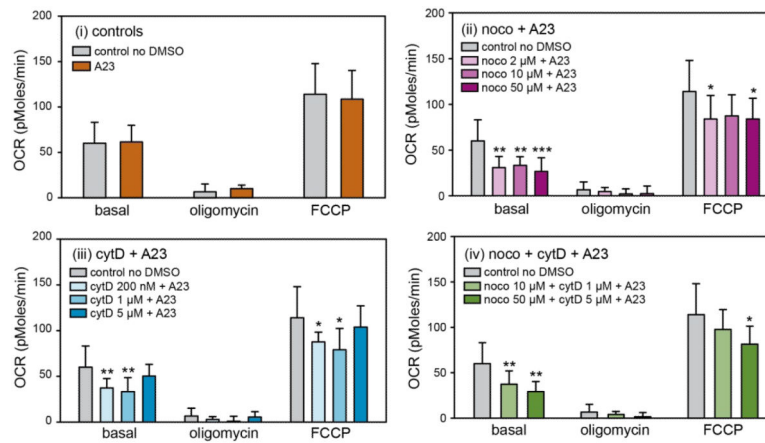 (i) controls
control no DMSO
A23
OCR (pMoles/min)
200
150
100
50
0
basal oligomycin FCCP
(ii) noco + A23
control no DMSO
noco 2 µM + A23
noco 10 µM + A23
noco 50 µM + A23
OCR (pMoles/min)
200
150
100
50
0
** ** *** * *
basal oligomycin FCCP
(iii) cytD + A23
control no DMSO
cytD 200 nM + A23
cytD 1 µM + A23
cytD 5 µM + A23
OCR (pMoles/min)
200
150
100
50
0
** ** * *
basal oligomycin FCCP
(iv) noco + cytD + A23
control no DMSO
noco 10 µM + cytD 1 µM + A23
noco 50 µM + cytD 5 µM + A23
OCR (pMoles/min)
200
150
100
50
0
** ** *
basal oligomycin FCCP